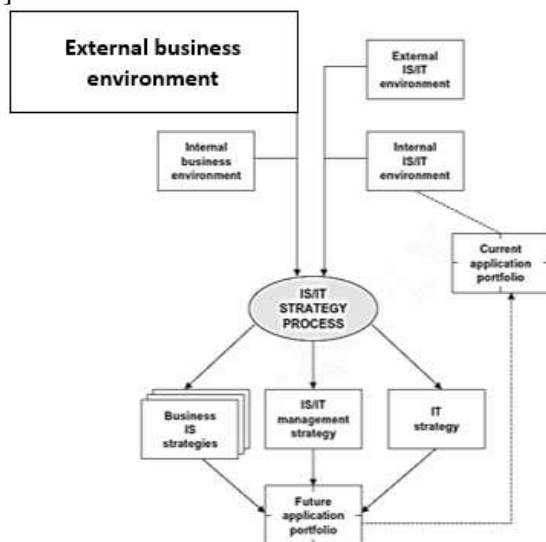 ]
External business
environment
External
IS/IT
environment
Internal
business
environment
Internal
IS/IT
environment
Current
application
portfolio
IS/IT
STRATEGY
PROCESS
Business
IS
strategies
IS/IT
management
strategy
IT
strategy
Future
application
portfolio